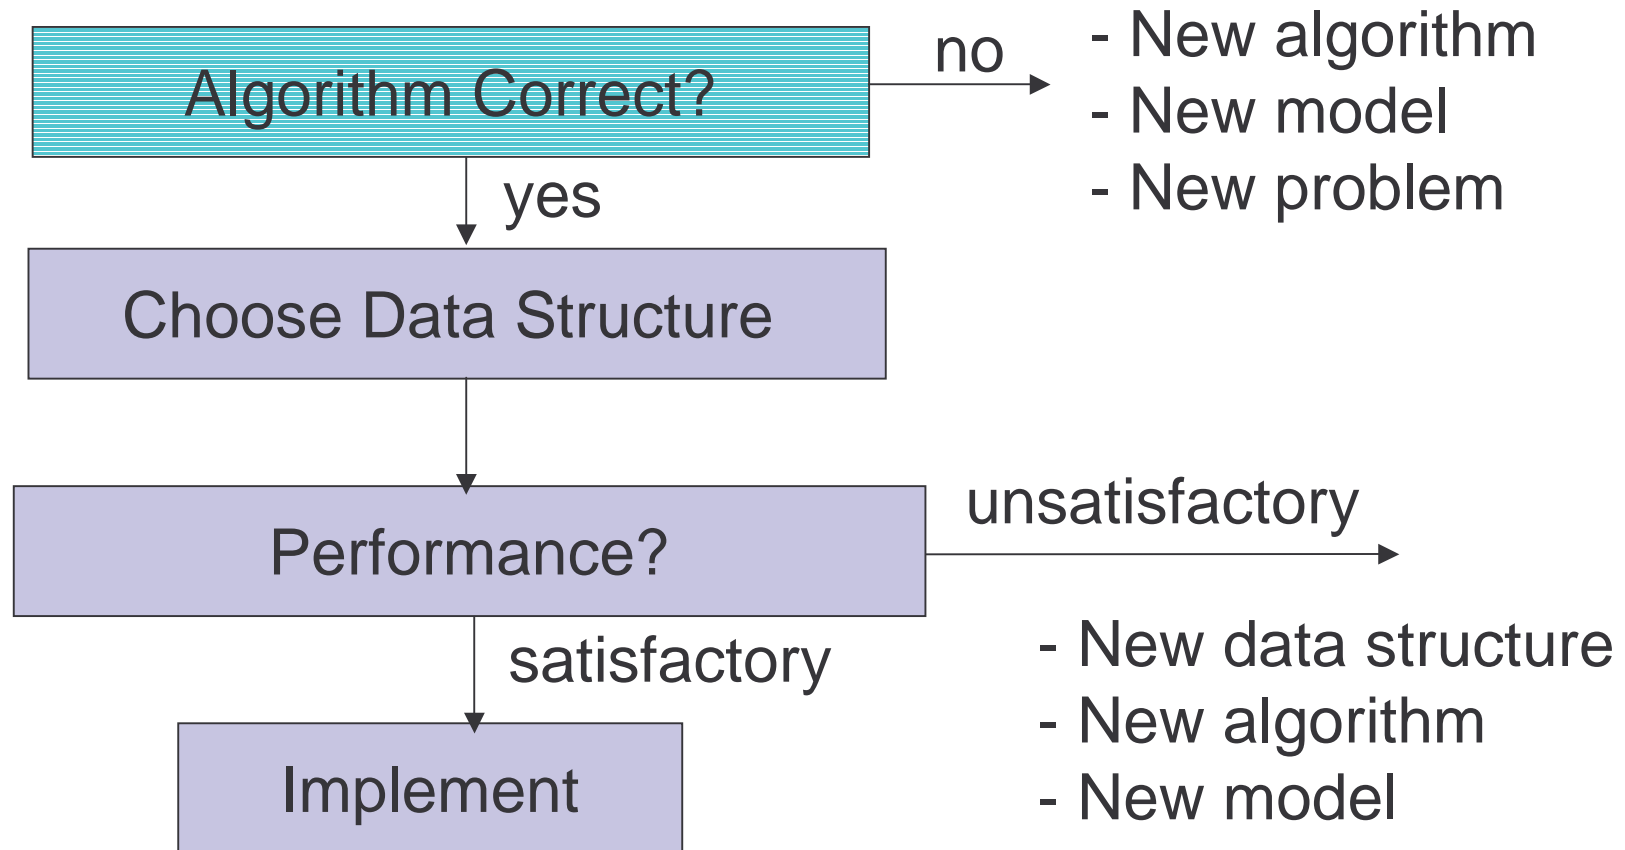 Algorithm Correct?
no
- New algorithm
- New model
- New problem
yes
Choose Data Structure
Performance?
unsatisfactory
satisfactory
- New data structure
- New algorithm
- New model
Implement